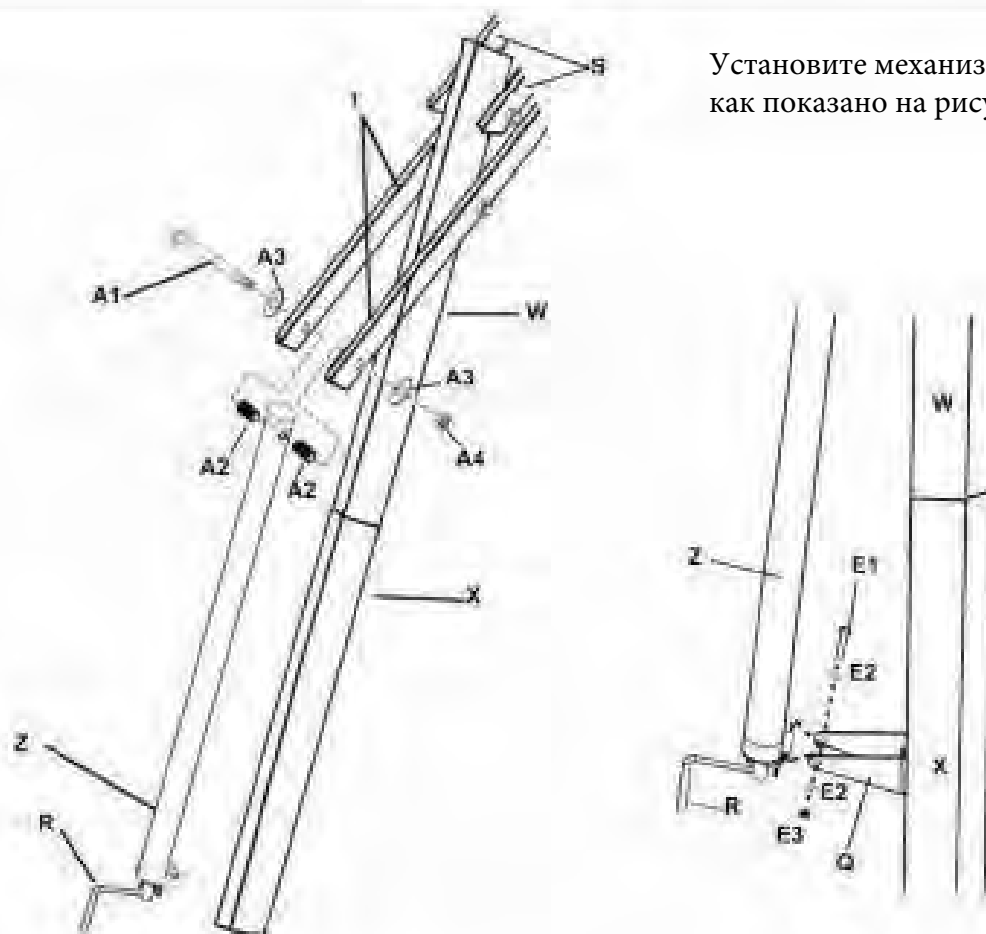 Установите механиз
как показано на рису
S
T
A3
A1
W
A3
A4
A2
A2
X
Z
R
W
Z
E1
E2
X
E2
R
E3
Q